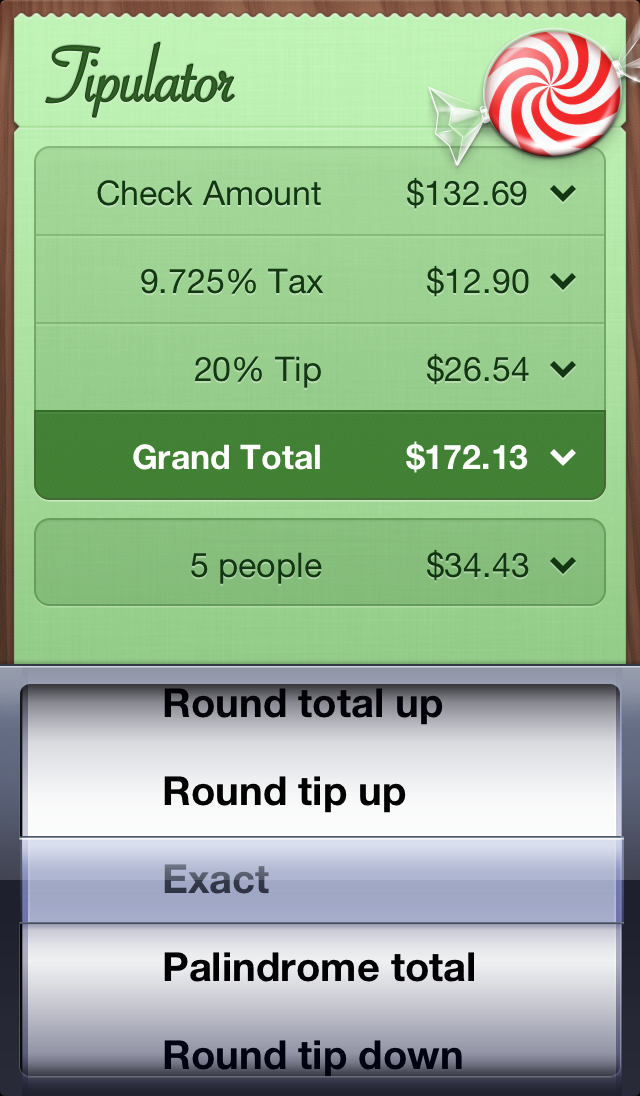 Tipulator
Check Amount $132.69
9.725% Tax $12.90
20% Tip $26.54
Grand Total $172.13
5 people $34.43
Round total up
Round tip up
Exact
Palindrome total
Round tip down